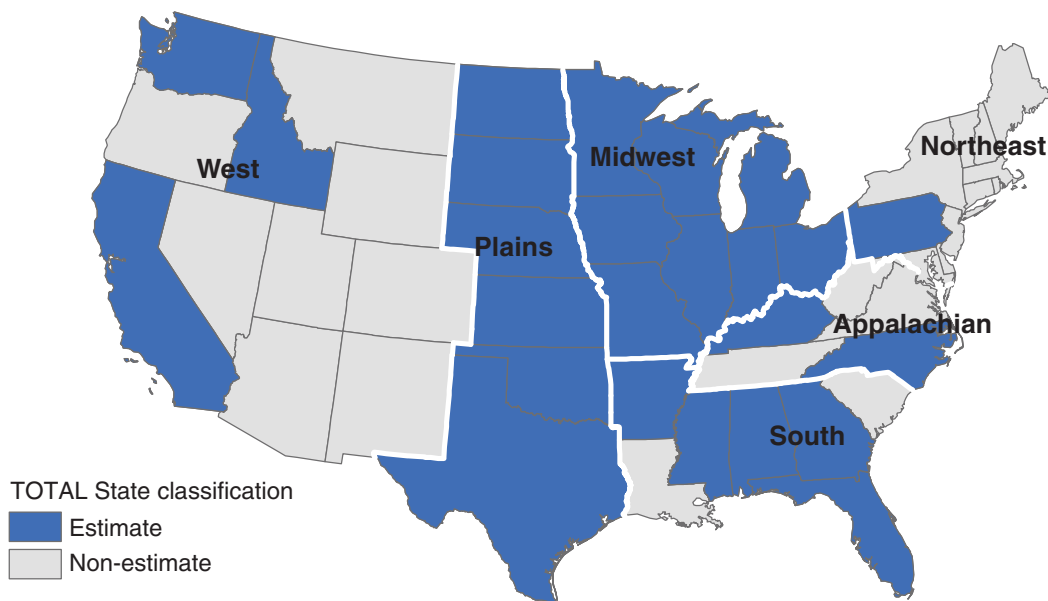 Midwest
Northeast
West
Plains
Appalachian
South
TOTAL State classification
Estimate
Non-estimate